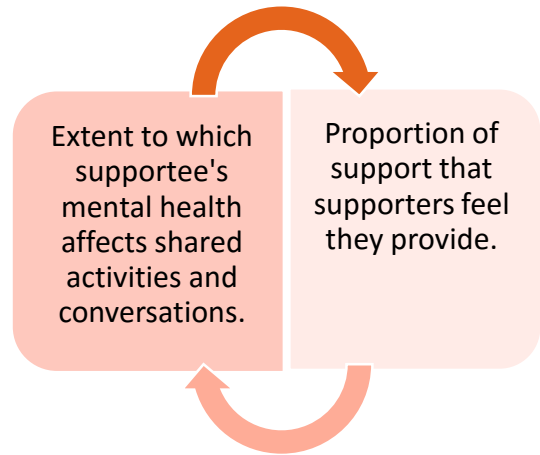 Extent to which
supportee's
mental health
affects shared
activities and
conversations.
Proportion of
support that
supporters feel
they provide.